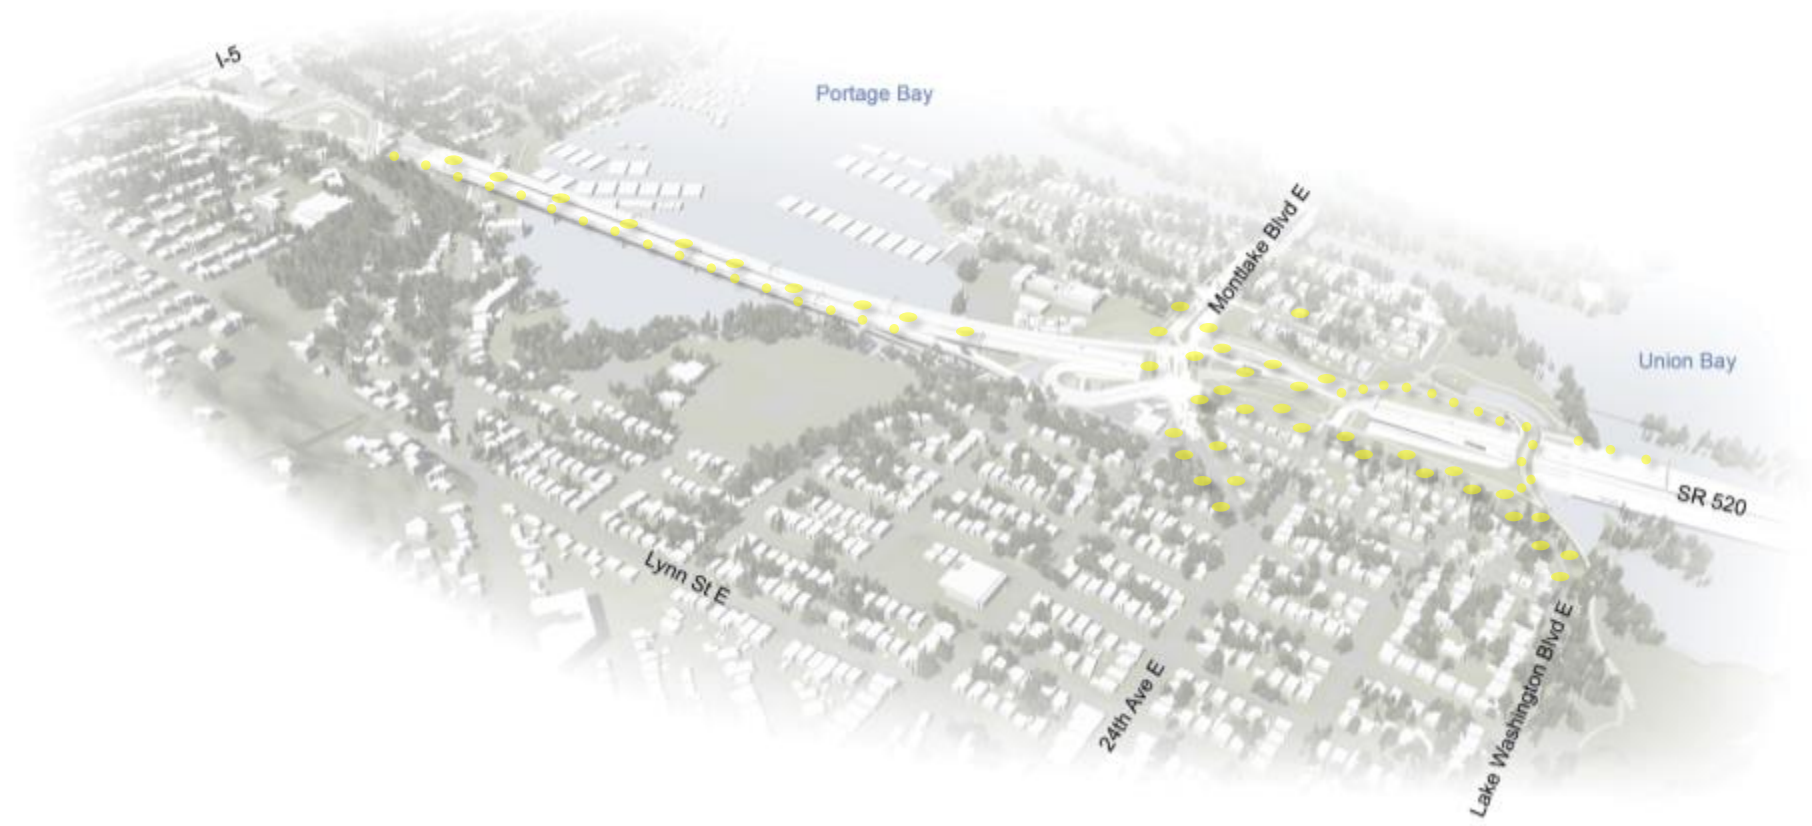 I-5
Portage Bay
Montlake Blvd E
Union Bay
SR 520
Lynn St E
24th Ave E
Lake Washington Blvd E